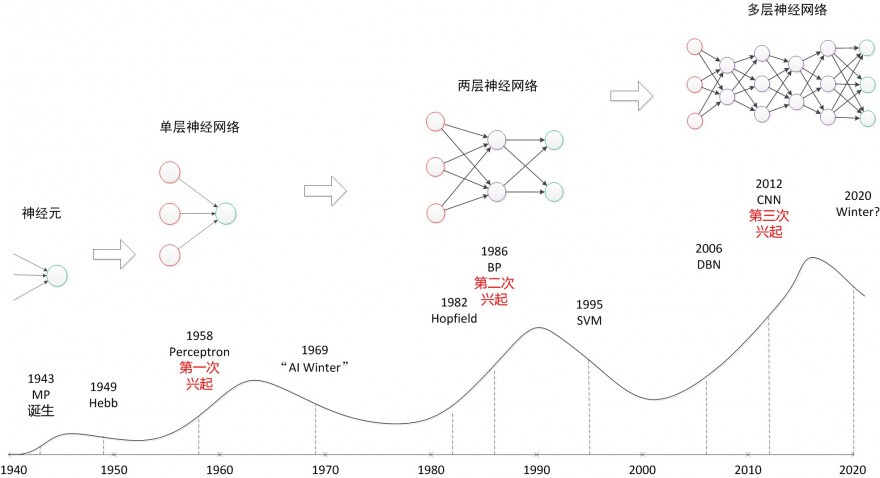 多层神经网络
两层神经网络
单层神经网络
神经元
1943
MP
诞生
1949
Hebb
1958
Perceptron
第一次
兴起
1969
“AI Winter”
1982
Hopfield
1986
BP
第二次
兴起
1995
SVM
2006
DBN
2012
CNN
第三次
兴起
2020
Winter?
1940 1950 1960 1970 1980 1990 2000 2010 2020